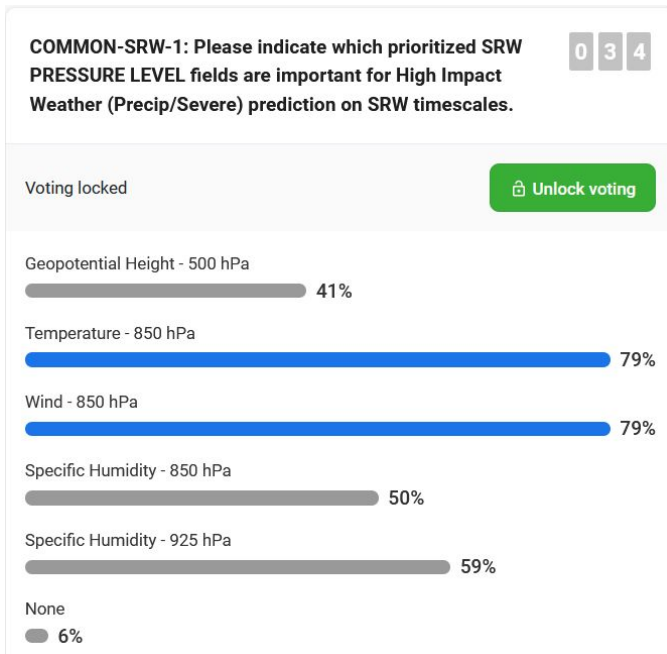 COMMON-SRW-1: Please indicate which prioritized SRW
PRESSURE LEVEL fields are important for High Impact
Weather (Precip/Severe) prediction on SRW timescales.
0 3 4
Voting locked
Unlock voting
Geopotential Height - 500 hPa
41%
Temperature - 850 hPa
79%
Wind - 850 hPa
79%
Specific Humidity - 850 hPa
50%
Specific Humidity - 925 hPa
59%
None
6%